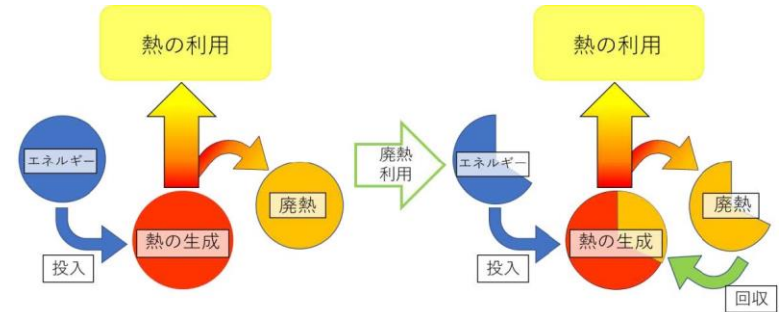 熱の利用
エネルギー
廃熱
熱の生成
投入
廃熱
利用
熱の利用
エネルギー
廃熱
熱の生成
投入
回収